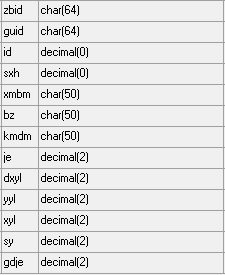 zbid char(64)
guid char(64)
id decimal(0)
sxh decimal(0)
xmbm char(50)
bz char(50)
kmdm char(50)
je decimal(2)
dxyl decimal(2)
yyl decimal(2)
xyl decimal(2)
sy decimal(2)
gdje decimal(2)